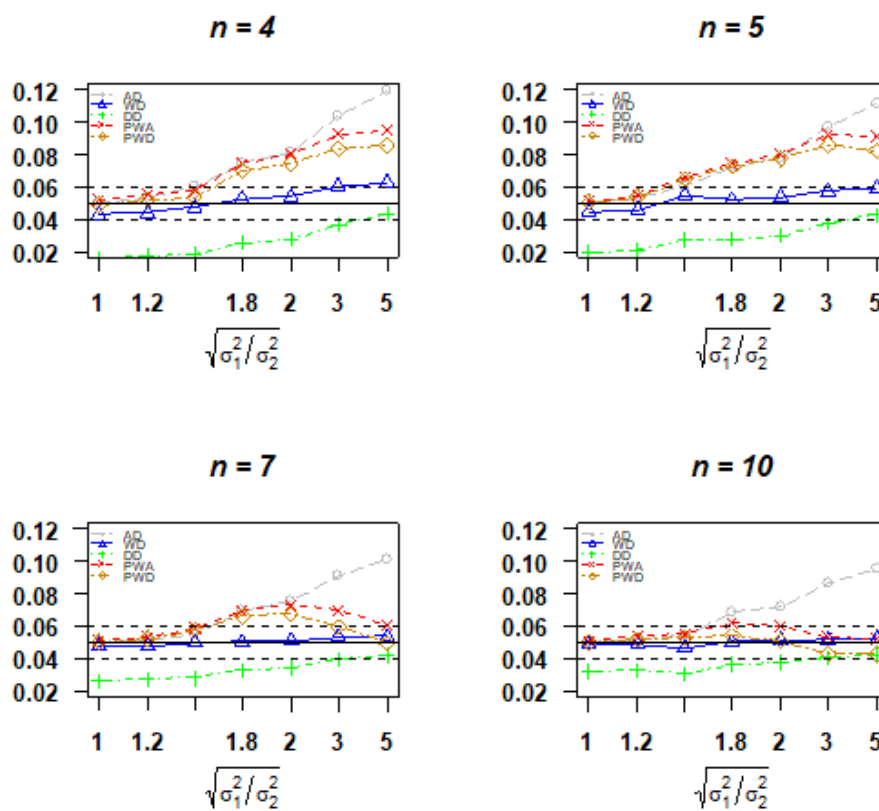 n = 4
0.12
0.10
0.08
0.06
0.04
0.02
AD
WD
DD
PWA
PWD
1 1.2 1.8 2 3 5
√σ₁²/σ₂²
n = 5
0.12
0.10
0.08
0.06
0.04
0.02
AD
WD
DD
PWA
PWD
1 1.2 1.8 2 3 5
√σ₁²/σ₂²
n = 7
0.12
0.10
0.08
0.06
0.04
0.02
AD
WD
DD
PWA
PWD
1 1.2 1.8 2 3 5
√σ₁²/σ₂²
n = 10
0.12
0.10
0.08
0.06
0.04
0.02
AD
WD
DD
PWA
PWD
1 1.2 1.8 2 3 5
√σ₁²/σ₂²